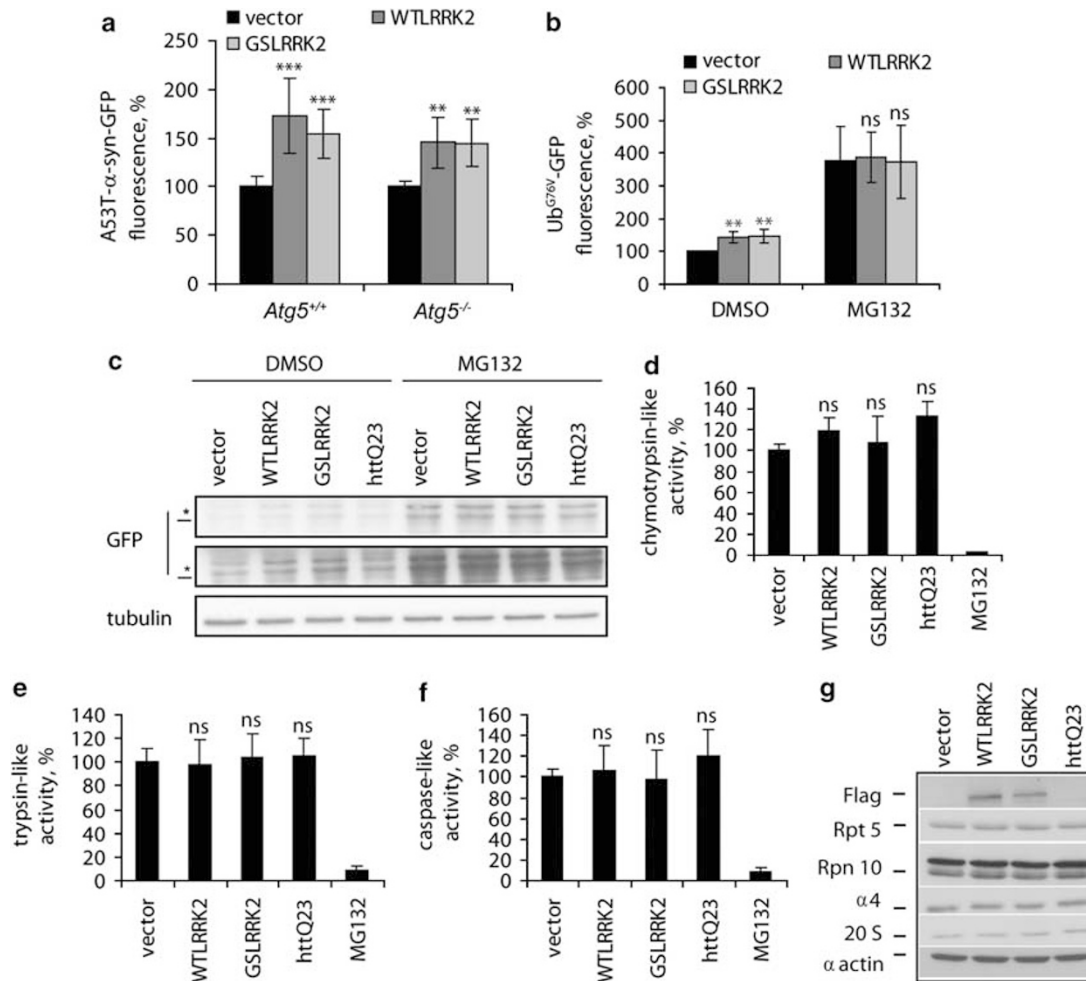 a
vector
WTLRRK2
GSLRRK2
A53T-α-syn-GFP
fluorescence, %
250
200
150
100
50
0
***
***
**
**
Atg5+/+
Atg5-/-
b
vector
WTLRRK2
GSLRRK2
UbG76V-GFP
fluorescence, %
600
500
400
300
200
100
0
**
**
ns
ns
DMSO
MG132
c
DMSO
MG132
vector
WTLRRK2
GSLRRK2
httQ23
vector
WTLRRK2
GSLRRK2
httQ23
GFP
*
*
tubulin
d
chymotrypsin-like
activity, %
160
140
120
100
80
60
40
20
0
ns
ns
ns
vector
WTLRRK2
GSLRRK2
httQ23
MG132
e
trypsin-like
activity, %
140
120
100
80
60
40
20
0
ns
ns
ns
vector
WTLRRK2
GSLRRK2
httQ23
MG132
f
caspase-like
activity, %
160
140
120
100
80
60
40
20
0
ns
ns
ns
vector
WTLRRK2
GSLRRK2
httQ23
MG132
g
vector
WTLRRK2
GSLRRK2
httQ23
Flag
Rpt 5
Rpn 10
α4
20 S
α actin